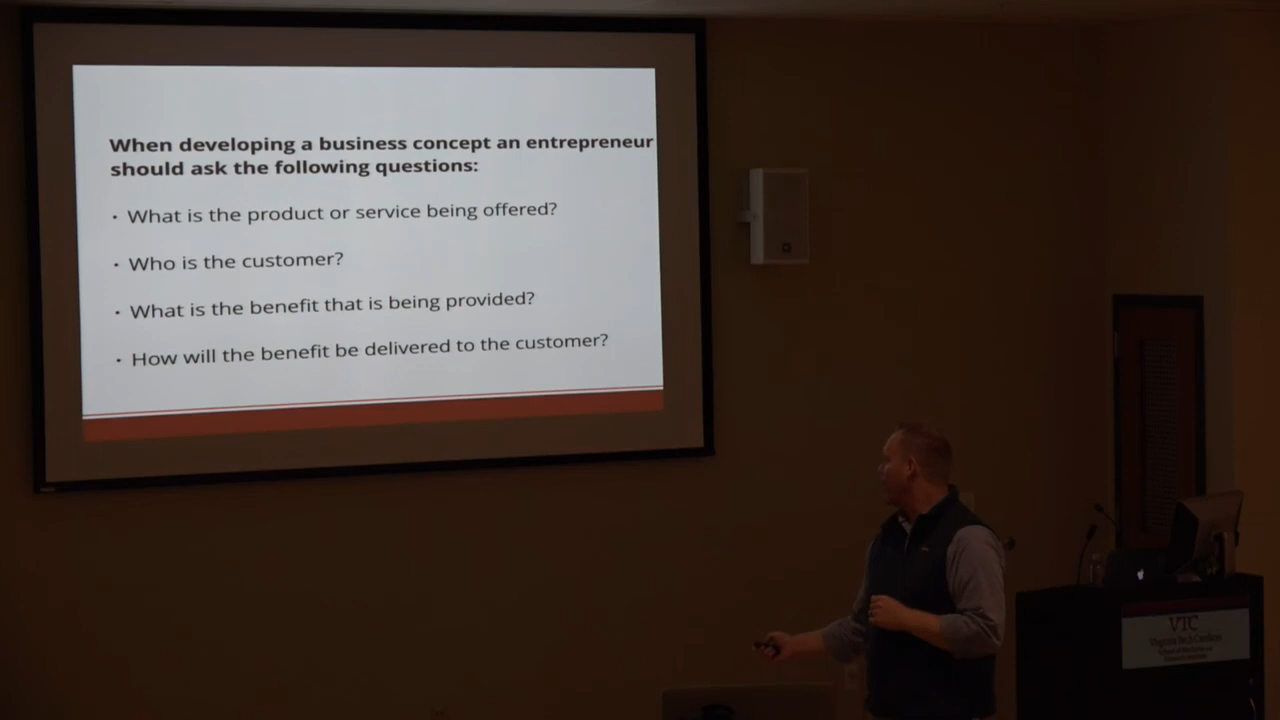 When developing a business concept an entrepreneur
should ask the following questions:
· What is the product or service being offered?
· Who is the customer?
· What is the benefit that is being provided?
· How will the benefit be delivered to the customer?
VTC